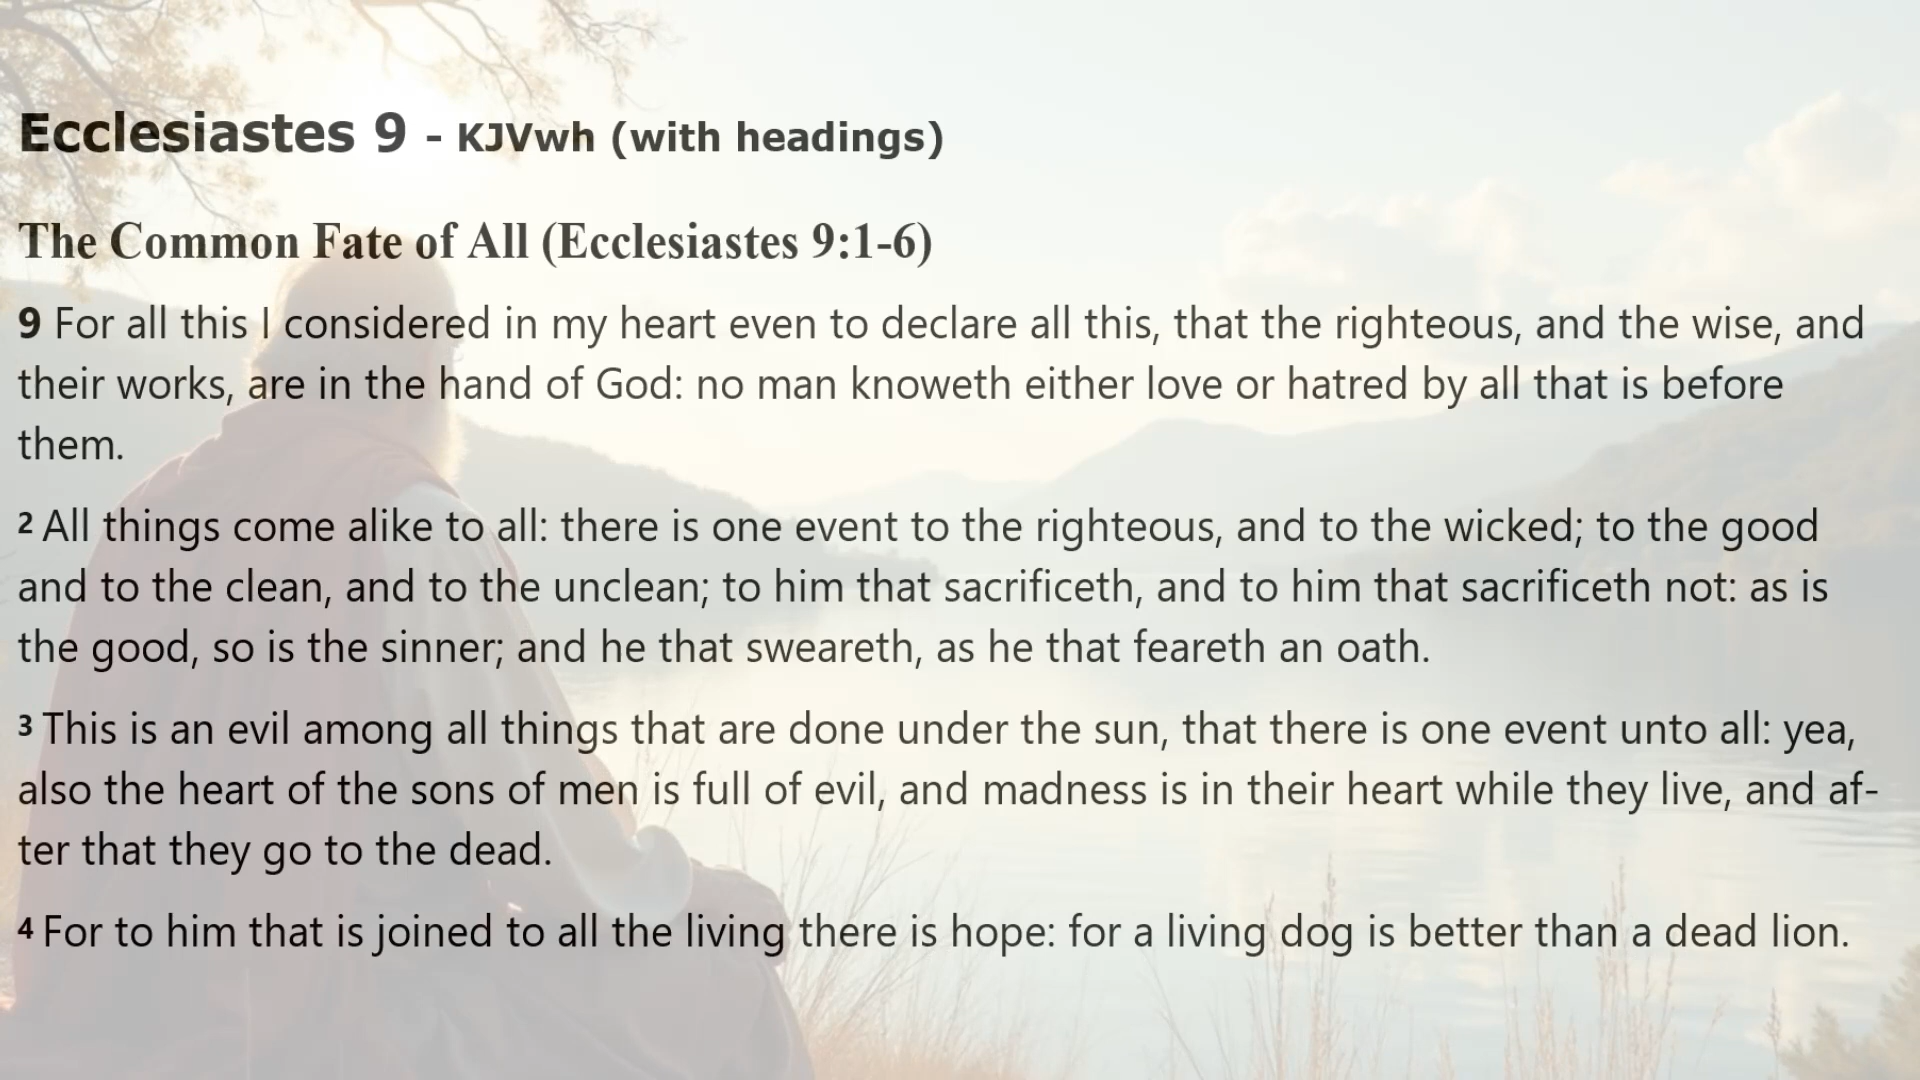 Ecclesiastes 9 - KJVwh (with headings)
The Common Fate of All (Ecclesiastes 9:1-6)
9 For all this I considered in my heart even to declare all this, that the righteous, and the wise, and
their works, are in the hand of God: no man knoweth either love or hatred by all that is before
them.
2 All things come alike to all: there is one event to the righteous, and to the wicked; to the good
and to the clean, and to the unclean; to him that sacrificeth, and to him that sacrificeth not: as is
the good, so is the sinner; and he that sweareth, as he that feareth an oath.
3 This is an evil among all things that are done under the sun, that there is one event unto all: yea,
also the heart of the sons of men is full of evil, and madness is in their heart while they live, and af-
ter that they go to the dead.
4 For to him that is joined to all the living there is hope: for a living dog is better than a dead lion.